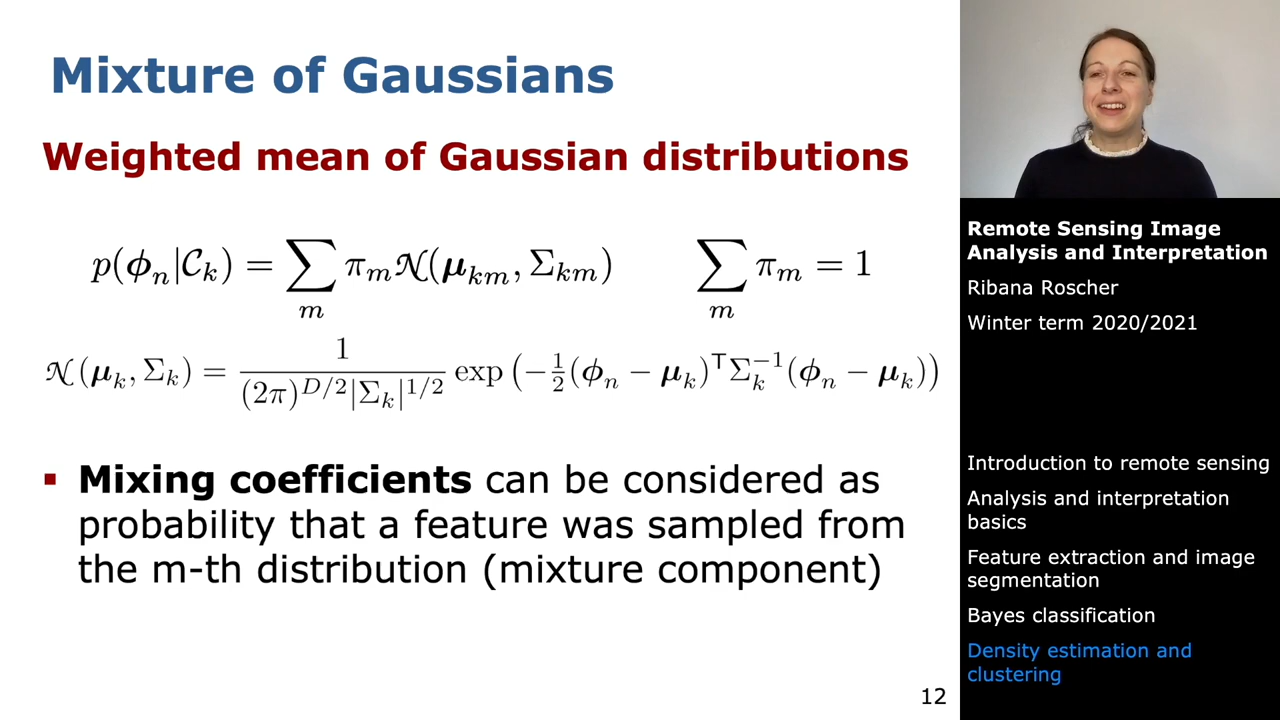 Mixture of Gaussians
Weighted mean of Gaussian distributions
p(ϕ_n|C_k) = ∑_m π_m N(μ_km, Σ_km)    ∑_m π_m = 1
N(μ_k, Σ_k) = 1/((2π)^{D/2}|Σ_k|^{1/2}) exp(−½(ϕ_n − μ_k)^T Σ_k^{−1}(ϕ_n − μ_k))
▪ Mixing coefficients can be considered as
probability that a feature was sampled from
the m-th distribution (mixture component)
12
Remote Sensing Image
Analysis and Interpretation
Ribana Roscher
Winter term 2020/2021
Introduction to remote sensing
Analysis and interpretation
basics
Feature extraction and image
segmentation
Bayes classification
Density estimation and
clustering